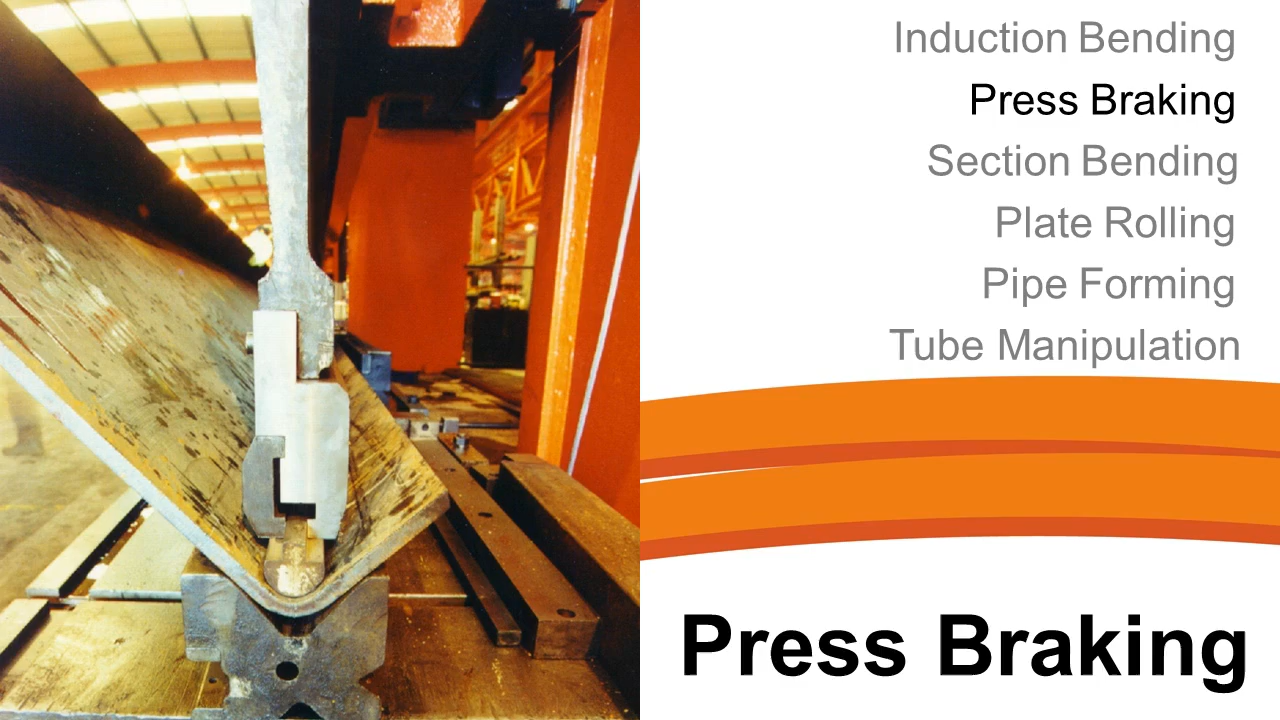 Induction Bending
Press Braking
Section Bending
Plate Rolling
Pipe Forming
Tube Manipulation
Press Braking